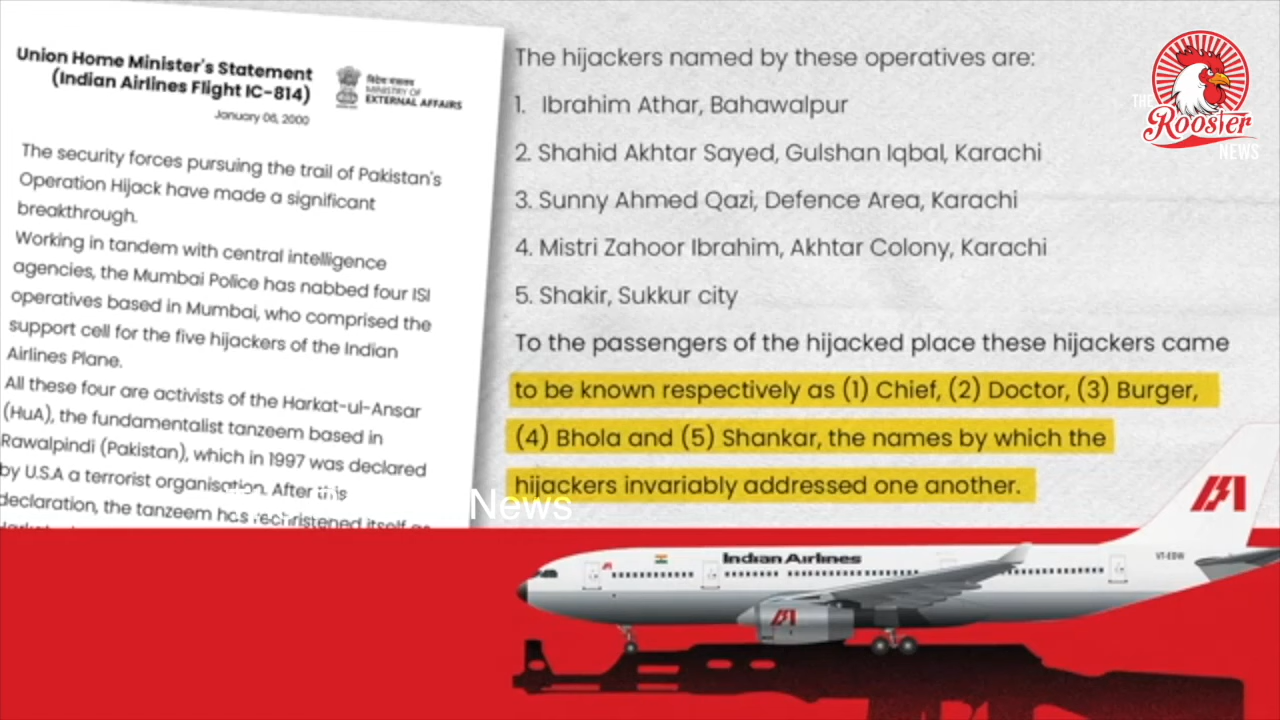 Union Home Minister's Statement
(Indian Airlines Flight IC-814)
January 06, 2000
विदेश मंत्रालय
MINISTRY OF
EXTERNAL AFFAIRS
The security forces pursuing the trail of Pakistan's
Operation Hijack have made a significant
breakthrough.
Working in tandem with central intelligence
agencies, the Mumbai Police has nabbed four ISI
operatives based in Mumbai, who comprised the
support cell for the five hijackers of the Indian
Airlines Plane.
All these four are activists of the Harkat-ul-Ansar
(HuA), the fundamentalist tanzeem based in
Rawalpindi (Pakistan), which in 1997 was declared
by U.S.A a terrorist organisation. After this
declaration, the tanzeem has rechristened itself as
The hijackers named by these operatives are:
1. Ibrahim Athar, Bahawalpur
2. Shahid Akhtar Sayed, Gulshan Iqbal, Karachi
3. Sunny Ahmed Qazi, Defence Area, Karachi
4. Mistri Zahoor Ibrahim, Akhtar Colony, Karachi
5. Shakir, Sukkur city
To the passengers of the hijacked place these hijackers came
to be known respectively as (1) Chief, (2) Doctor, (3) Burger,
(4) Bhola and (5) Shankar, the names by which the
hijackers invariably addressed one another.
THE
Rooster
NEWS
News
Indian Airlines
VT-EDW